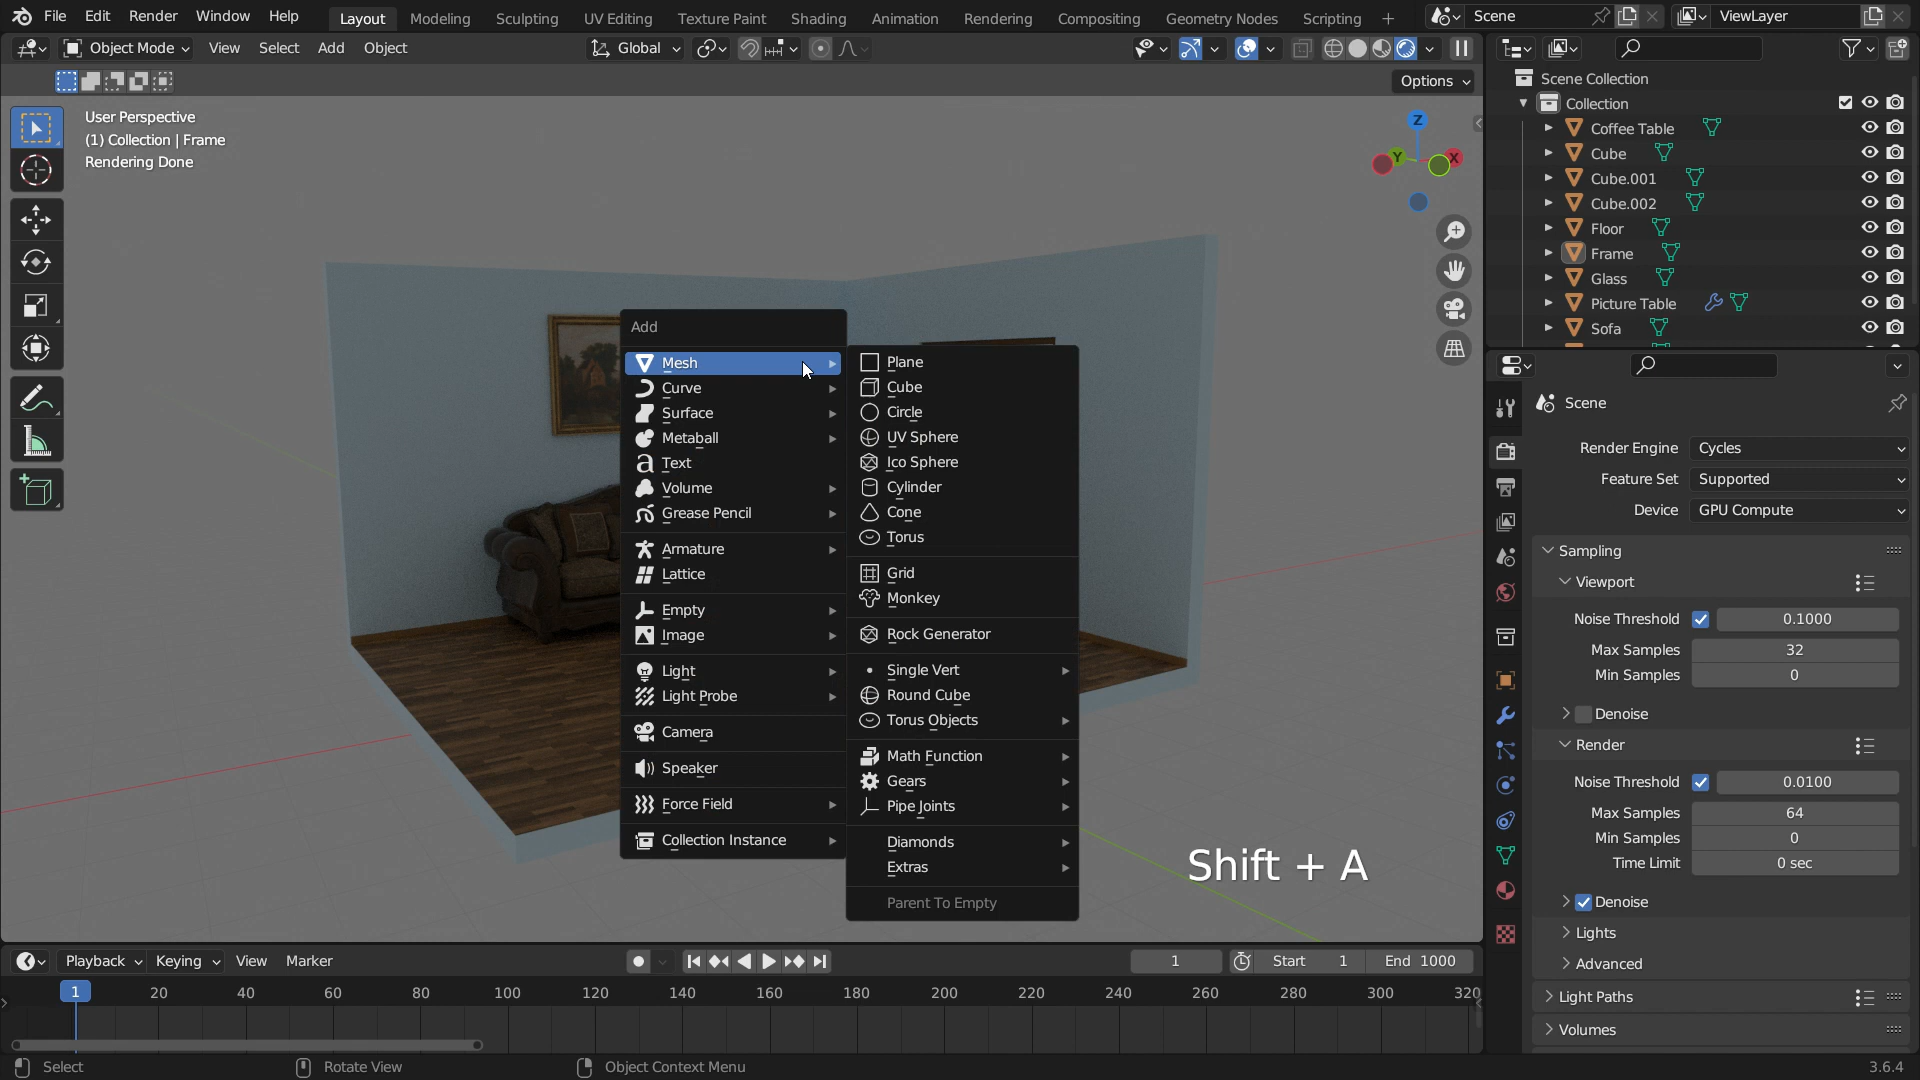 File Edit Render Window Help Layout Modeling Sculpting UV Editing Texture Paint Shading Animation Rendering Compositing Geometry Nodes Scripting + Scene ViewLayer
Object Mode View Select Add Object Global
Options
User Perspective
(1) Collection | Frame
Rendering Done
Z
Y
X
Add
Mesh
Curve
Surface
Metaball
Text
Volume
Grease Pencil
Armature
Lattice
Empty
Image
Light
Light Probe
Camera
Speaker
Force Field
Collection Instance
Plane
Cube
Circle
UV Sphere
Ico Sphere
Cylinder
Cone
Torus
Grid
Monkey
Rock Generator
Single Vert
Round Cube
Torus Objects
Math Function
Gears
Pipe Joints
Diamonds
Extras
Parent To Empty
Shift + A
Scene Collection
Collection
Coffee Table
Cube
Cube.001
Cube.002
Floor
Frame
Glass
Picture Table
Sofa
Scene
Render Engine Cycles
Feature Set Supported
Device GPU Compute
Sampling
Viewport
Noise Threshold 0.1000
Max Samples 32
Min Samples 0
Denoise
Render
Noise Threshold 0.0100
Max Samples 64
Min Samples 0
Time Limit 0 sec
Denoise
Lights
Advanced
Light Paths
Volumes
Playback Keying View Marker 1 Start 1 End 1000
1 20 40 60 80 100 120 140 160 180 200 220 240 260 280 300 320
Select Rotate View Object Context Menu 3.6.4